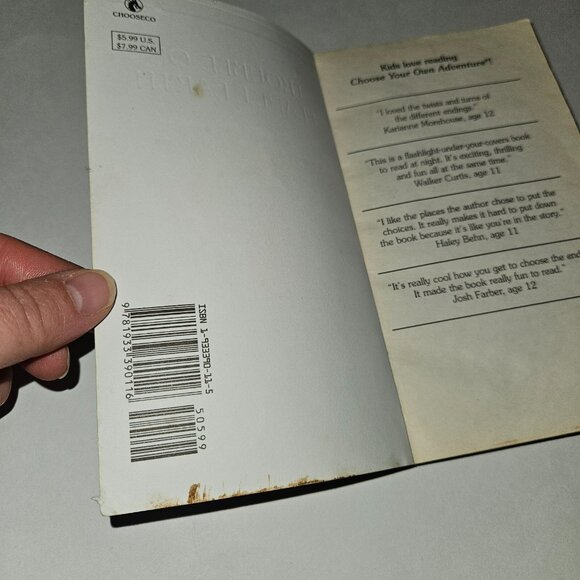 CHOOSECO
$5.99 U.S.
$7.99 CAN
ISBN 1-933390-11-5
9 781933 390116
50599
Kids love reading
Choose Your Own Adventure®!
"I loved the twists and turns of
the different endings."
Karianne Morehouse, age 12
"This is a flashlight-under-your-covers book
to read at night. It's exciting, thrilling
and fun all at the same time."
Walker Curtis, age 11
"I like the places the author chose to put the
choices. It really makes it hard to put down
the book because it's like you're in the story."
Haley Behn, age 11
"It's really cool how you get to choose the end
It made the book really fun to read."
Josh Farber, age 12